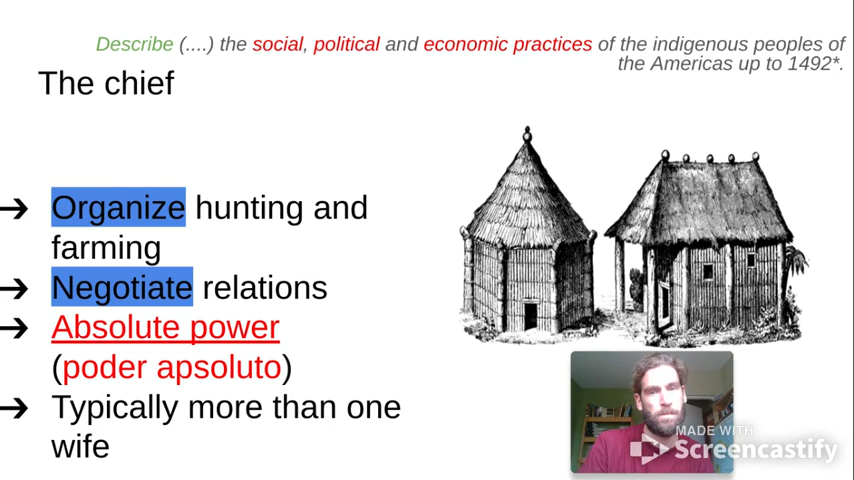 Describe (....) the social, political and economic practices of the indigenous peoples of
the Americas up to 1492*.
The chief
➔ Organize hunting and
farming
➔ Negotiate relations
➔ Absolute power
(poder apsoluto)
➔ Typically more than one
wife
MADE WITH
Screencastify